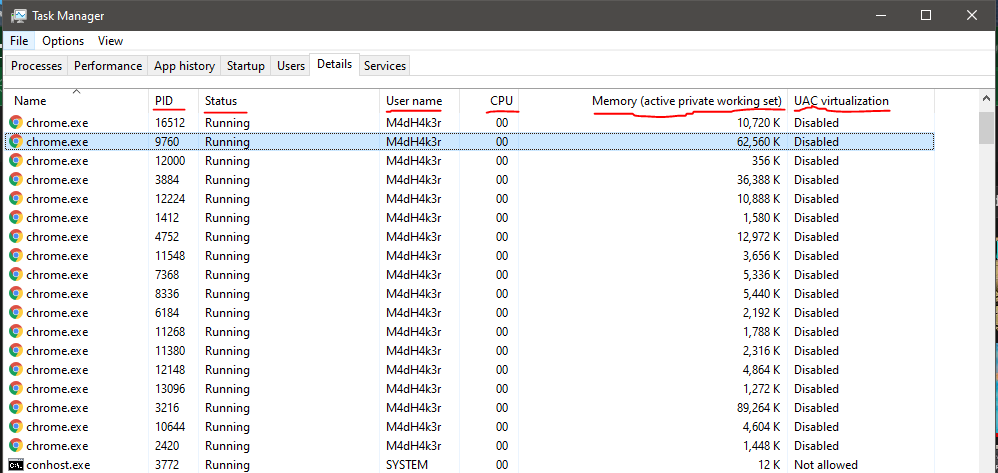 Task Manager
File Options View
Processes Performance App history Startup Users Details Services
Name PID Status User name CPU Memory (active private working set) UAC virtualization
chrome.exe 16512 Running M4dH4k3r 00 10,720 K Disabled
chrome.exe 9760 Running M4dH4k3r 00 62,560 K Disabled
chrome.exe 12000 Running M4dH4k3r 00 356 K Disabled
chrome.exe 3884 Running M4dH4k3r 00 36,388 K Disabled
chrome.exe 12224 Running M4dH4k3r 00 10,888 K Disabled
chrome.exe 1412 Running M4dH4k3r 00 1,580 K Disabled
chrome.exe 4752 Running M4dH4k3r 00 12,972 K Disabled
chrome.exe 11548 Running M4dH4k3r 00 3,656 K Disabled
chrome.exe 7368 Running M4dH4k3r 00 5,336 K Disabled
chrome.exe 8336 Running M4dH4k3r 00 5,440 K Disabled
chrome.exe 6184 Running M4dH4k3r 00 2,192 K Disabled
chrome.exe 11268 Running M4dH4k3r 00 1,788 K Disabled
chrome.exe 11380 Running M4dH4k3r 00 2,316 K Disabled
chrome.exe 12148 Running M4dH4k3r 00 4,864 K Disabled
chrome.exe 13096 Running M4dH4k3r 00 1,272 K Disabled
chrome.exe 3216 Running M4dH4k3r 00 89,264 K Disabled
chrome.exe 10644 Running M4dH4k3r 00 4,604 K Disabled
chrome.exe 2420 Running M4dH4k3r 00 1,448 K Disabled
conhost.exe 3772 Running SYSTEM 00 12 K Not allowed